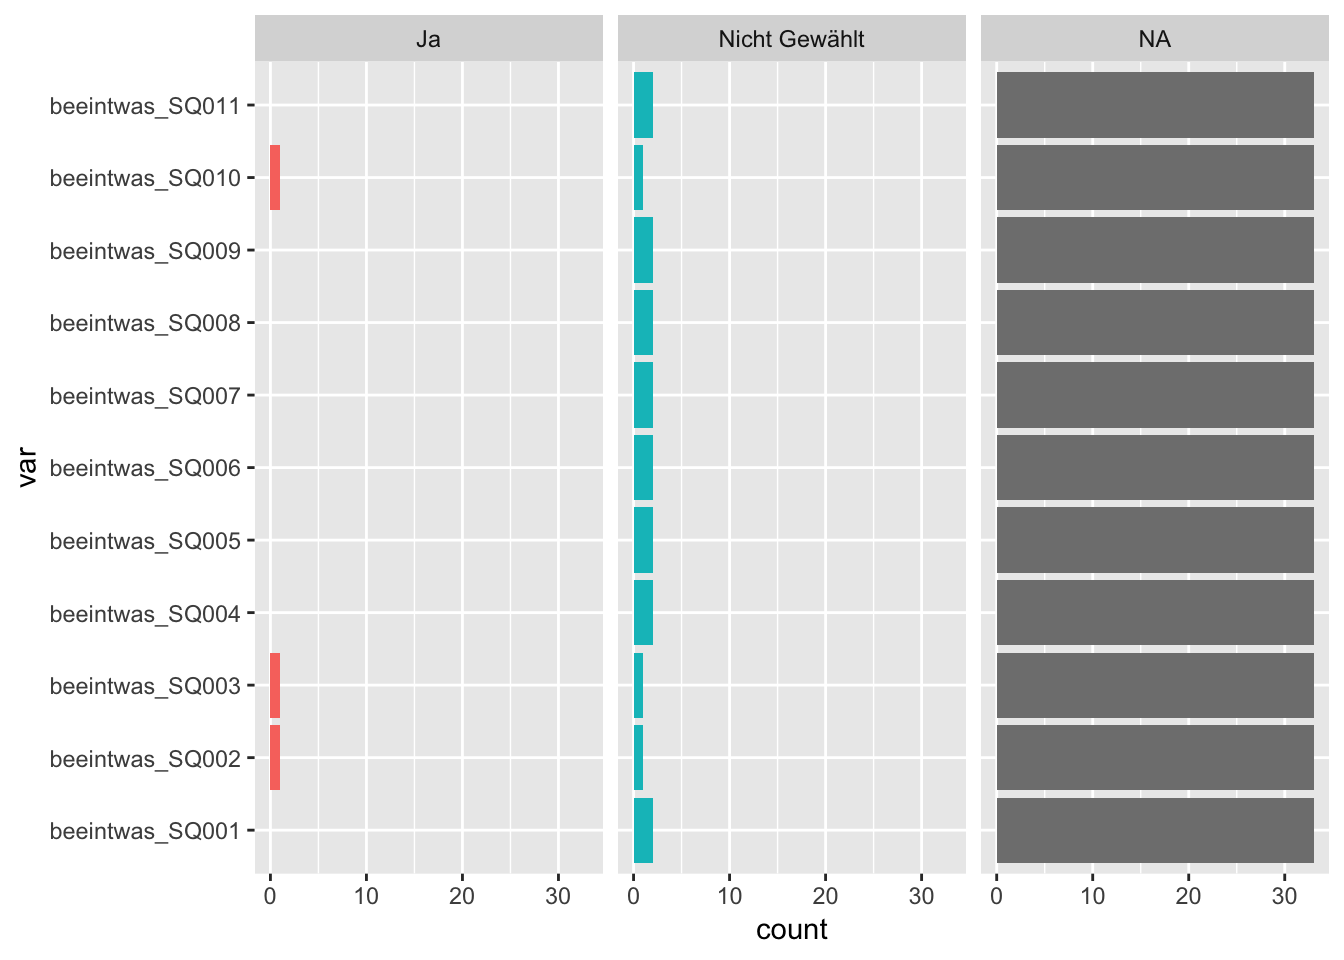 Ja
Nicht Gewählt
NA
beeintwas_SQ011
beeintwas_SQ010
beeintwas_SQ009
beeintwas_SQ008
beeintwas_SQ007
beeintwas_SQ006
beeintwas_SQ005
beeintwas_SQ004
beeintwas_SQ003
beeintwas_SQ002
beeintwas_SQ001
var
0 10 20 30
0 10 20 30
0 10 20 30
count